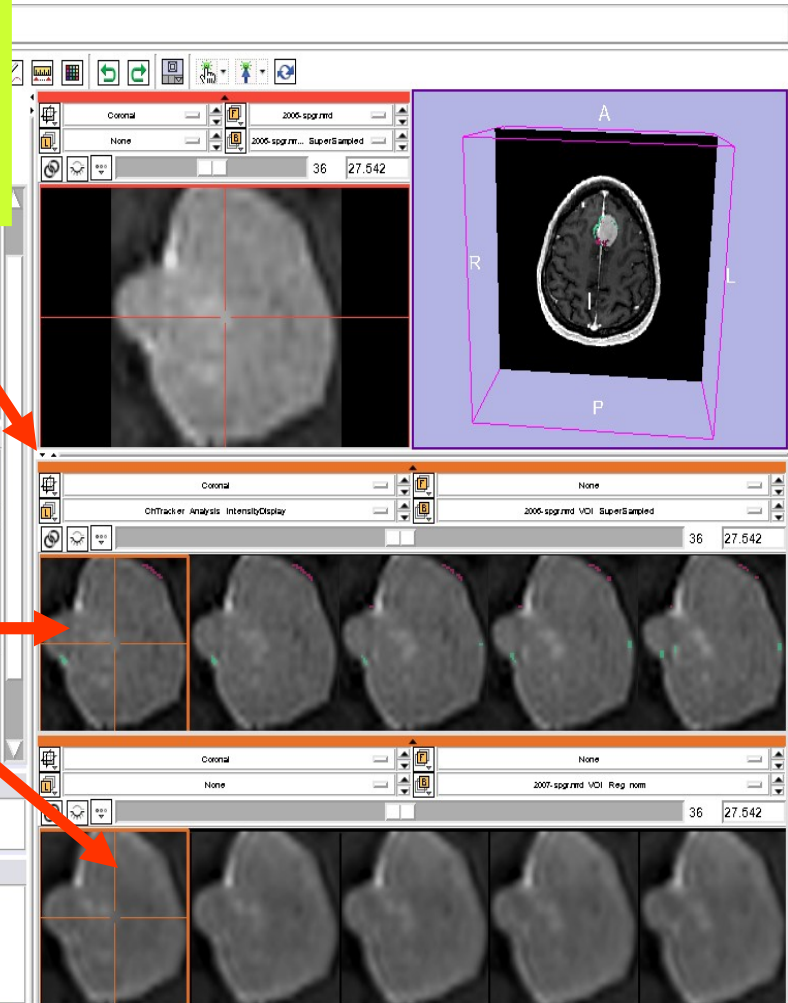 Coronal 2006-spgr.nrrd
None 2006-spgr.nrr... SuperSampled
36 27.542
A
R
L
I
P
Coronal None
ChTracker Analysis IntensityDisplay 2006-spgr.nrrd VOI SuperSampled
36 27.542
Coronal None
None 2007-spgr.nrrd VOI Reg norm
36 27.542